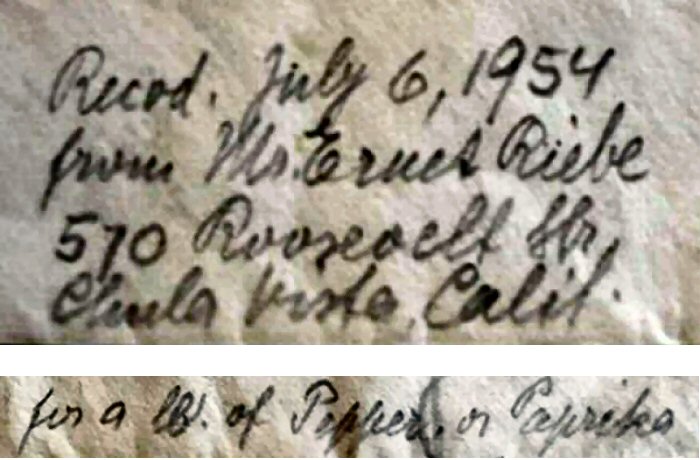 Recvd. July 6, 1954
from Mr. Ernest Riebe
570 Roosevelt Str,
Chula Vista, Calif.
for a lb. of Pepper, or Paprika